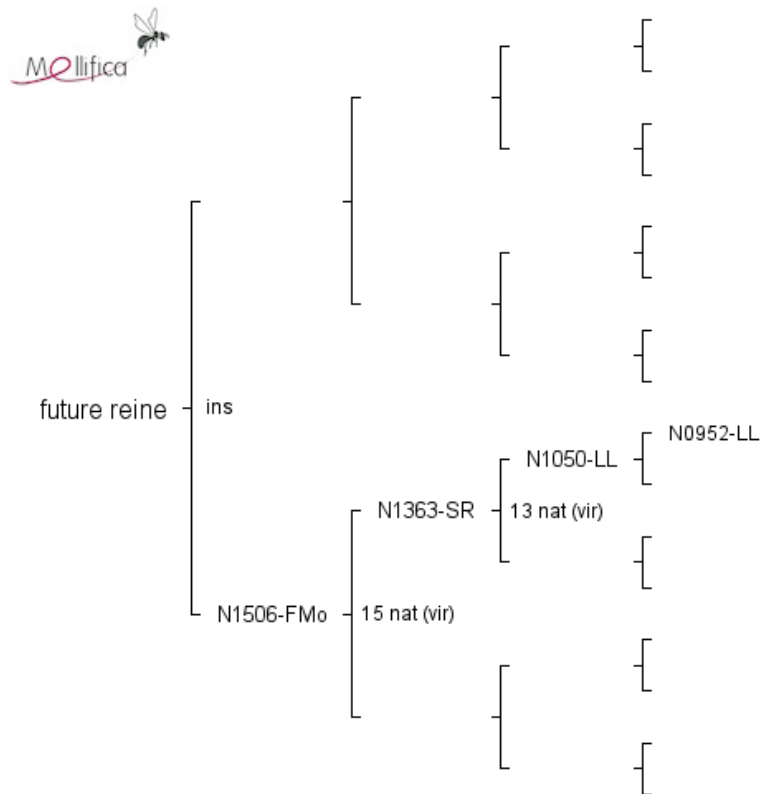 Mellifica
future reine
ins
N0952-LL
N1050-LL
N1363-SR
13 nat (vir)
N1506-FMo
15 nat (vir)